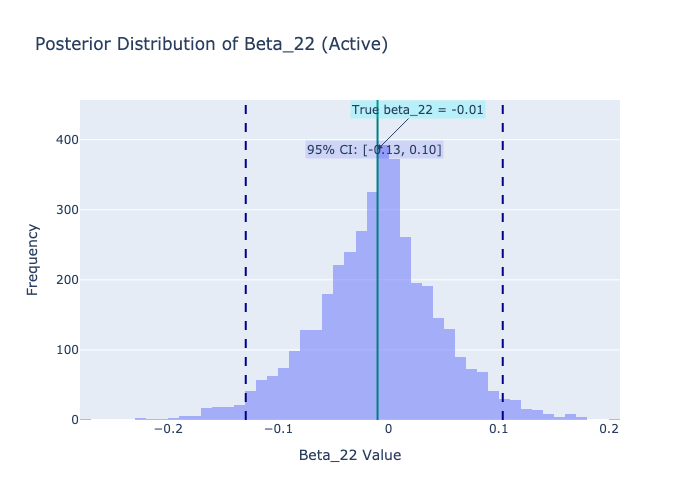 Posterior Distribution of Beta_22 (Active)
True beta_22 = -0.01
95% CI: [-0.13, 0.10]
400
300
200
100
0
Frequency
−0.2
−0.1
0
0.1
0.2
Beta_22 Value